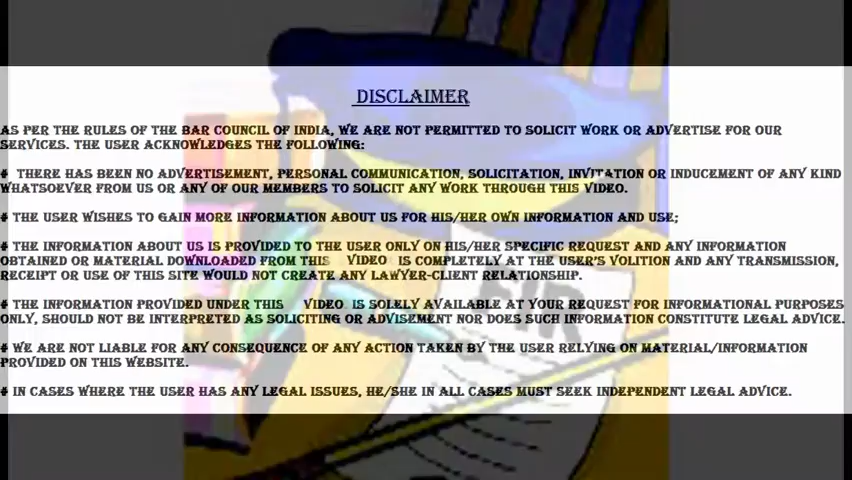 DISCLAIMER
AS PER THE RULES OF THE BAR COUNCIL OF INDIA, WE ARE NOT PERMITTED TO SOLICIT WORK OR ADVERTISE FOR OUR
SERVICES. THE USER ACKNOWLEDGES THE FOLLOWING:
# THERE HAS BEEN NO ADVERTISEMENT, PERSONAL COMMUNICATION, SOLICITATION, INVITATION OR INDUCEMENT OF ANY KIND
WHATSOEVER FROM US OR ANY OF OUR MEMBERS TO SOLICIT ANY WORK THROUGH THIS VIDEO.
# THE USER WISHES TO GAIN MORE INFORMATION ABOUT US FOR HIS/HER OWN INFORMATION AND USE;
# THE INFORMATION ABOUT US IS PROVIDED TO THE USER ONLY ON HIS/HER SPECIFIC REQUEST AND ANY INFORMATION
OBTAINED OR MATERIAL DOWNLOADED FROM THIS VIDEO IS COMPLETELY AT THE USER'S VOLITION AND ANY TRANSMISSION,
RECEIPT OR USE OF THIS SITE WOULD NOT CREATE ANY LAWYER-CLIENT RELATIONSHIP.
# THE INFORMATION PROVIDED UNDER THIS VIDEO IS SOLELY AVAILABLE AT YOUR REQUEST FOR INFORMATIONAL PURPOSES
ONLY, SHOULD NOT BE INTERPRETED AS SOLICITING OR ADVISEMENT NOR DOES SUCH INFORMATION CONSTITUTE LEGAL ADVICE.
# WE ARE NOT LIABLE FOR ANY CONSEQUENCE OF ANY ACTION TAKEN BY THE USER RELYING ON MATERIAL/INFORMATION
PROVIDED ON THIS WEBSITE.
# IN CASES WHERE THE USER HAS ANY LEGAL ISSUES, HE/SHE IN ALL CASES MUST SEEK INDEPENDENT LEGAL ADVICE.
FIR